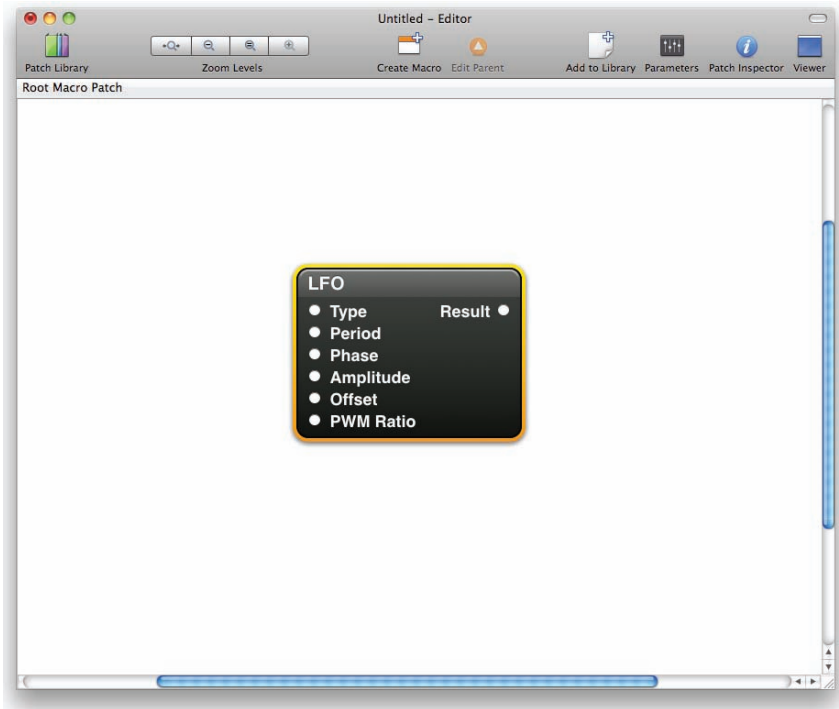 Untitled – Editor
Patch Library
Zoom Levels
Create Macro
Edit Parent
Add to Library
Parameters
Patch Inspector
Viewer
Root Macro Patch
LFO
Type
Result
Period
Phase
Amplitude
Offset
PWM Ratio